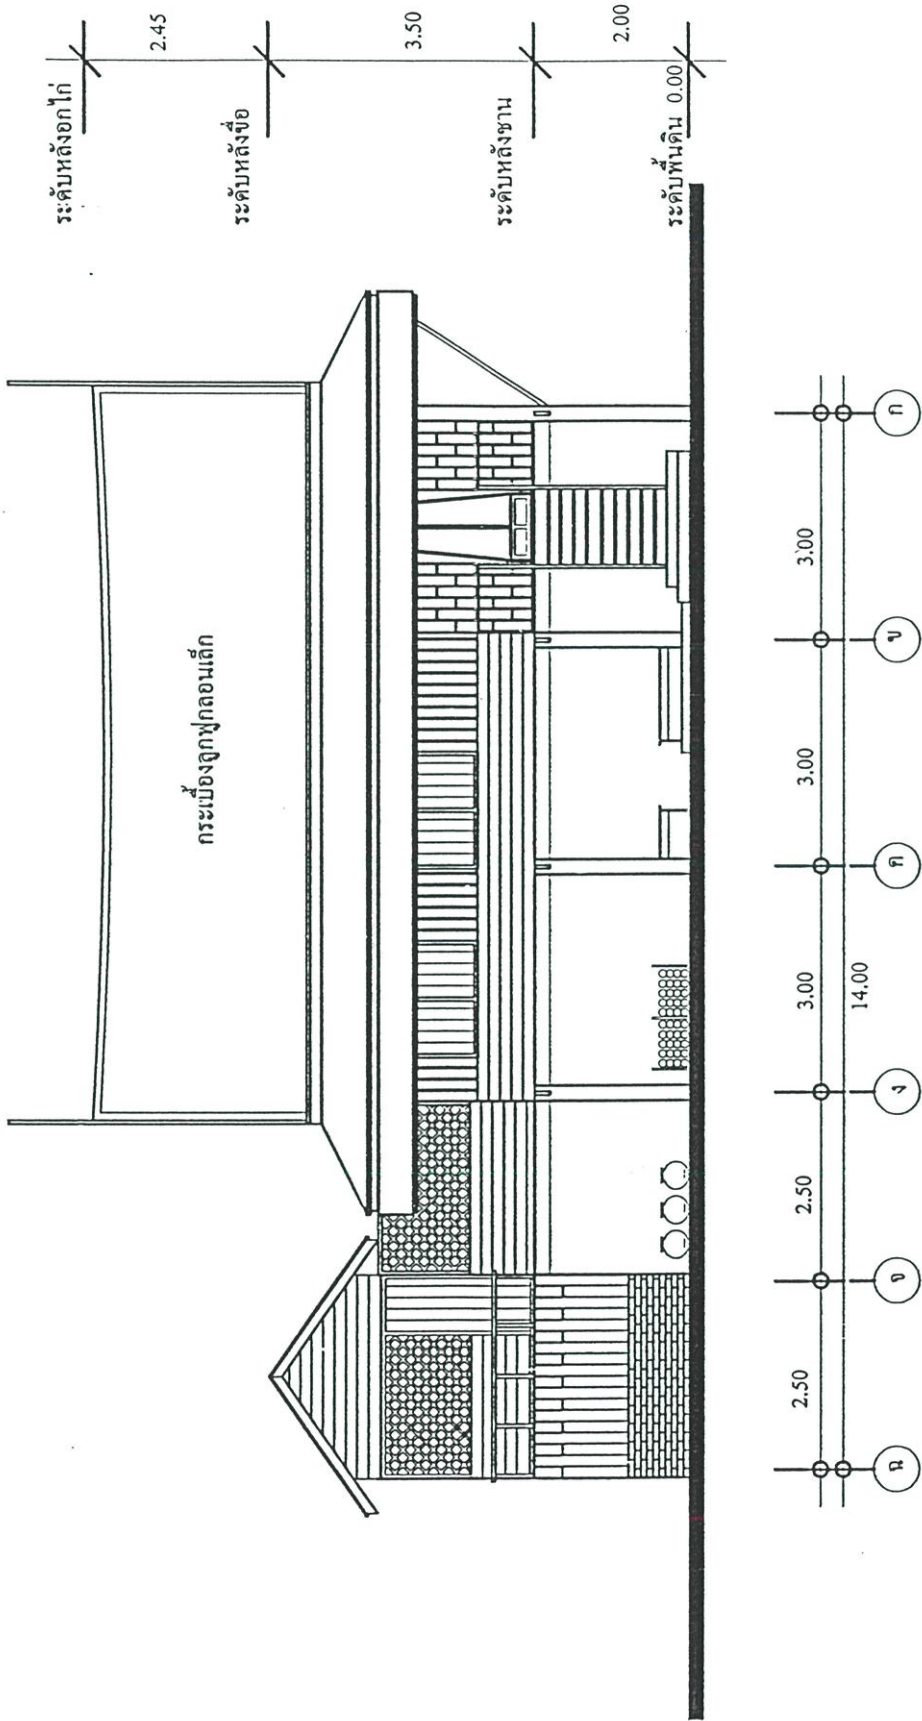 ระดับหลังอกไก่
2.45
ระดับหลังขื่อ
3.50
ระดับหลังชาน
2.00
ระดับพื้นดิน 0.00
กระเบื้องลูกฟูกลอนเล็ก
2.50 2.50 3.00 3.00 3.00
14.00
ฉ จ ง ค ข ก